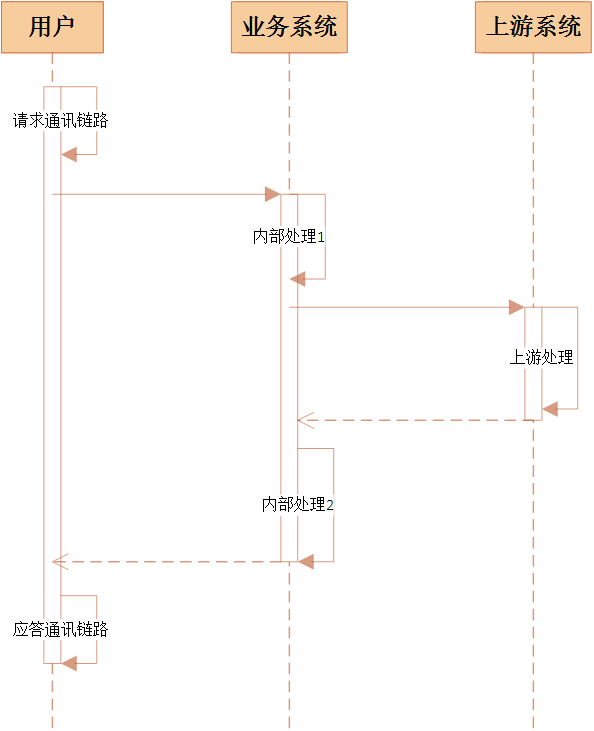 用户
业务系统
上游系统
请求通讯链路
内部处理1
上游处理
内部处理2
应答通讯链路